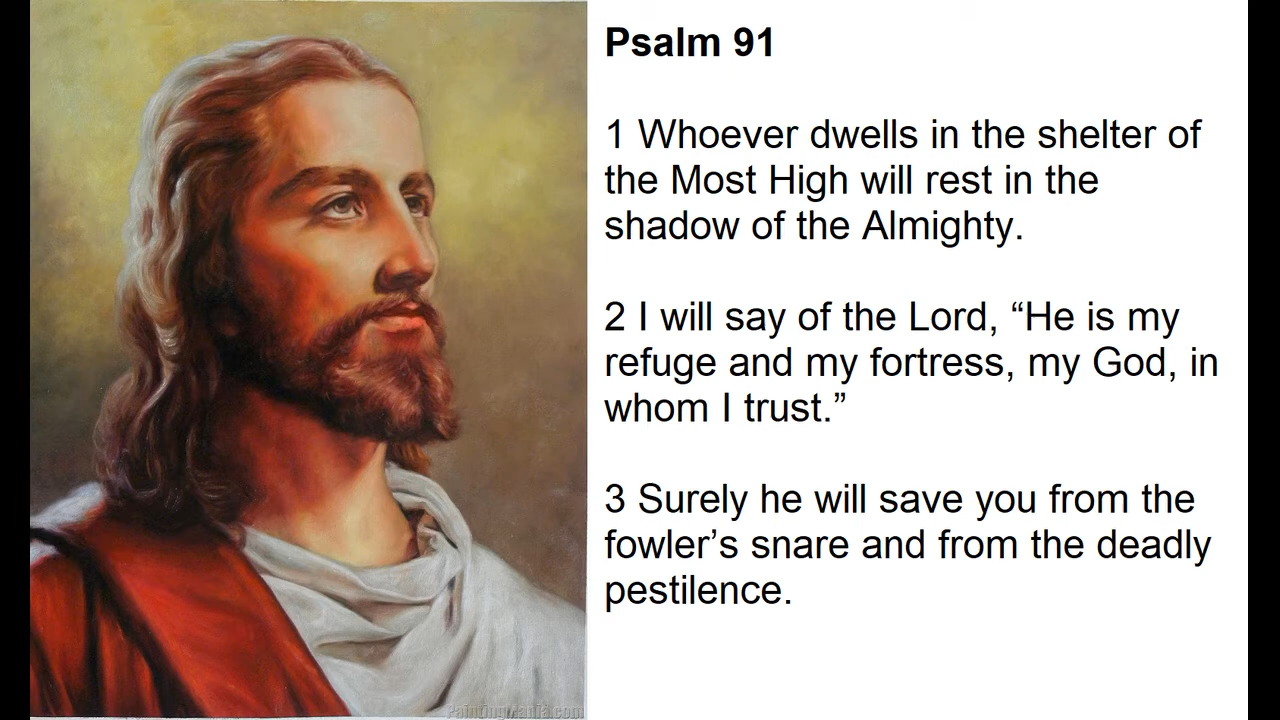 Psalm 91
1 Whoever dwells in the shelter of
the Most High will rest in the
shadow of the Almighty.
2 I will say of the Lord, “He is my
refuge and my fortress, my God, in
whom I trust.”
3 Surely he will save you from the
fowler’s snare and from the deadly
pestilence.
PaintingMania.com